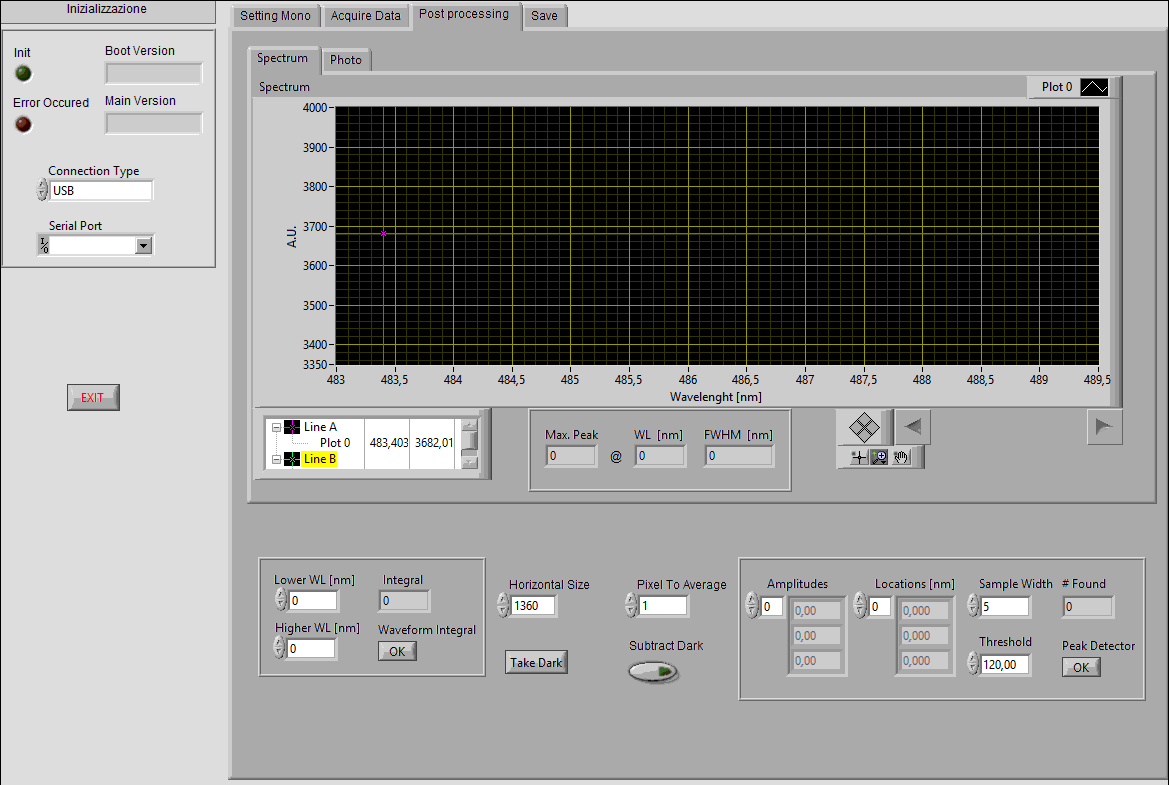 Inizializzazione
Setting Mono Acquire Data Post processing Save
Init Boot Version
Error Occured Main Version
Connection Type
USB
Serial Port
I/O
EXIT
Spectrum Photo
Spectrum
Plot 0
4000
3900
3800
3700
3600
3500
3400
3350
A.U.
483 483,5 484 484,5 485 485,5 486 486,5 487 487,5 488 488,5 489 489,5
Wavelenght [nm]
Line A
Plot 0 483,403 3682,01
Line B
Max. Peak WL [nm] FWHM [nm]
0 @ 0 0
Lower WL [nm] Integral
0 0
Higher WL [nm] Waveform Integral
0 OK
Horizontal Size
1360
Take Dark
Pixel To Average
1
Subtract Dark
Amplitudes Locations [nm] Sample Width # Found
0 0,00 0 0,000 5 0
0,00 0,000
0,00 0,000
Threshold Peak Detector
120,00 OK